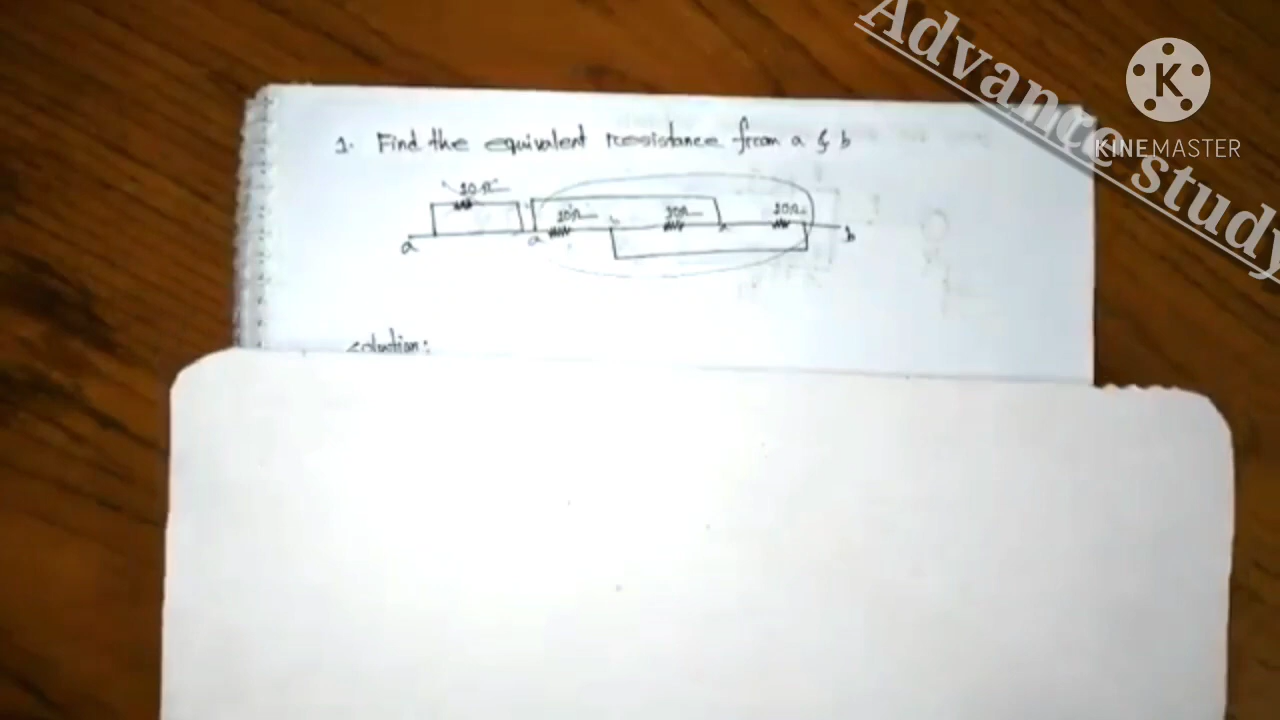 Advance study
KINEMASTER
1. Find the equivalent resistance from a & b
10Ω
10Ω 10Ω 10Ω
a a b a b
solution: